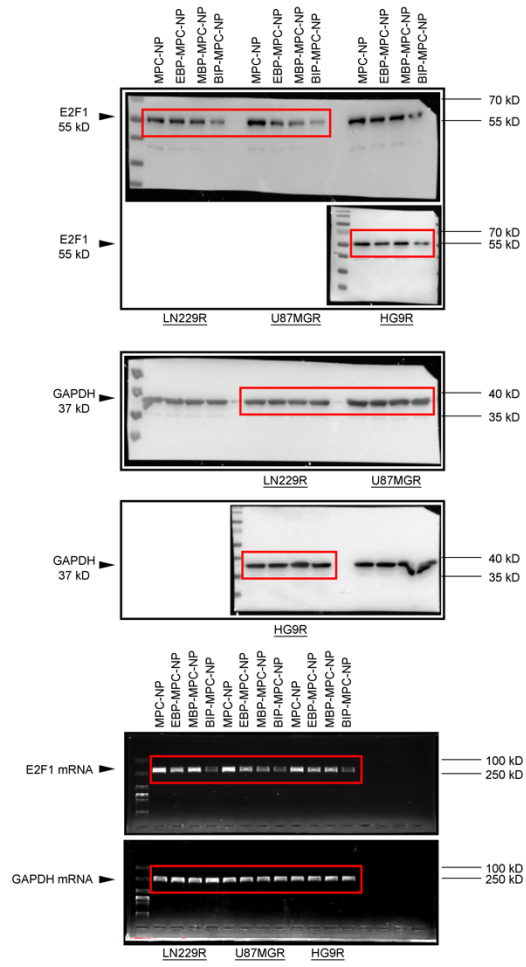 MPC-NP EBP-MPC-NP MBP-MPC-NP BIP-MPC-NP MPC-NP EBP-MPC-NP MBP-MPC-NP BIP-MPC-NP MPC-NP EBP-MPC-NP MBP-MPC-NP BIP-MPC-NP
E2F1
55 kD
70 kD
55 kD
E2F1
55 kD
70 kD
55 kD
LN229R U87MGR HG9R
GAPDH
37 kD
40 kD
35 kD
LN229R U87MGR
GAPDH
37 kD
40 kD
35 kD
HG9R
MPC-NP EBP-MPC-NP MBP-MPC-NP BIP-MPC-NP MPC-NP EBP-MPC-NP MBP-MPC-NP BIP-MPC-NP MPC-NP EBP-MPC-NP MBP-MPC-NP BIP-MPC-NP
E2F1 mRNA
100 kD
250 kD
GAPDH mRNA
100 kD
250 kD
LN229R U87MGR HG9R